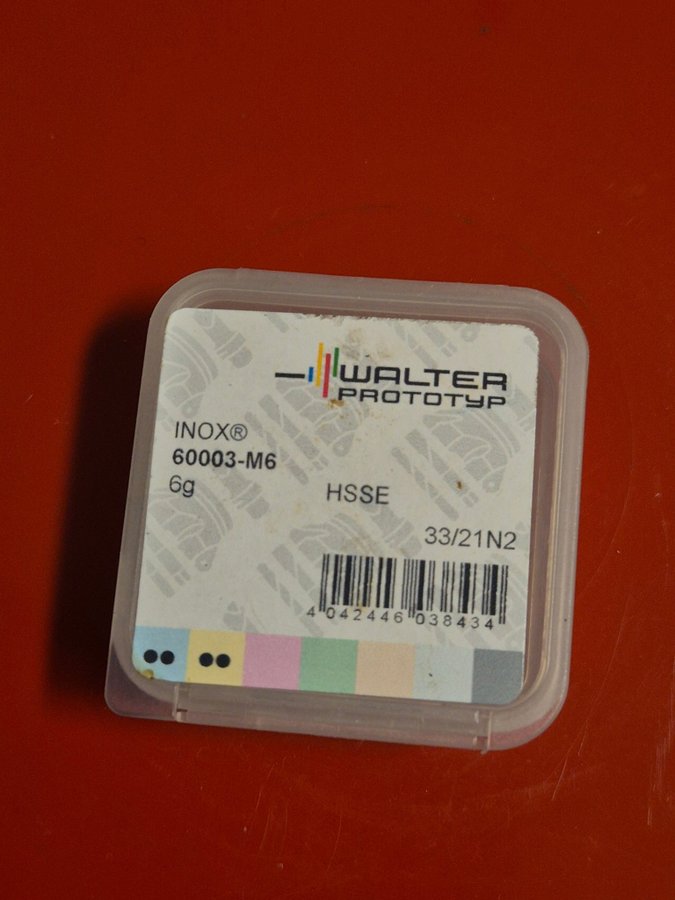 WALTER
PROTOTYP
INOX®
60003-M6
6g
HSSE
33/21N2
4 042446 038434